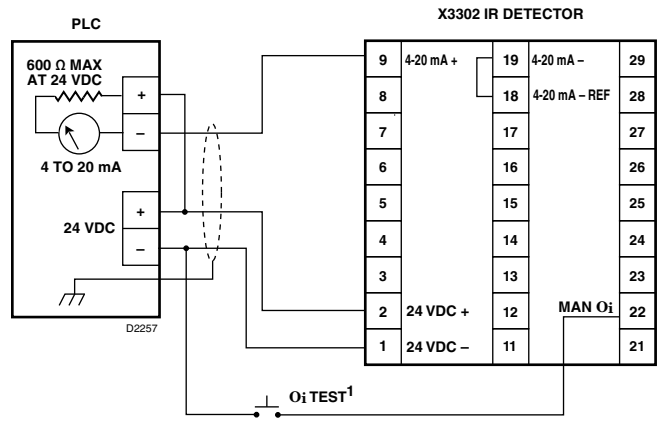 PLC
X3302 IR DETECTOR
600 Ω MAX
AT 24 VDC
+
–
4 TO 20 mA
24 VDC
+
–
D2257
9 4-20 mA + 19 4-20 mA – 29
8 18 4-20 mA – REF 28
7 17 27
6 16 26
5 15 25
4 14 24
3 13 23
2 24 VDC + 12 MAN Oi 22
1 24 VDC – 11 21
Oi TEST1